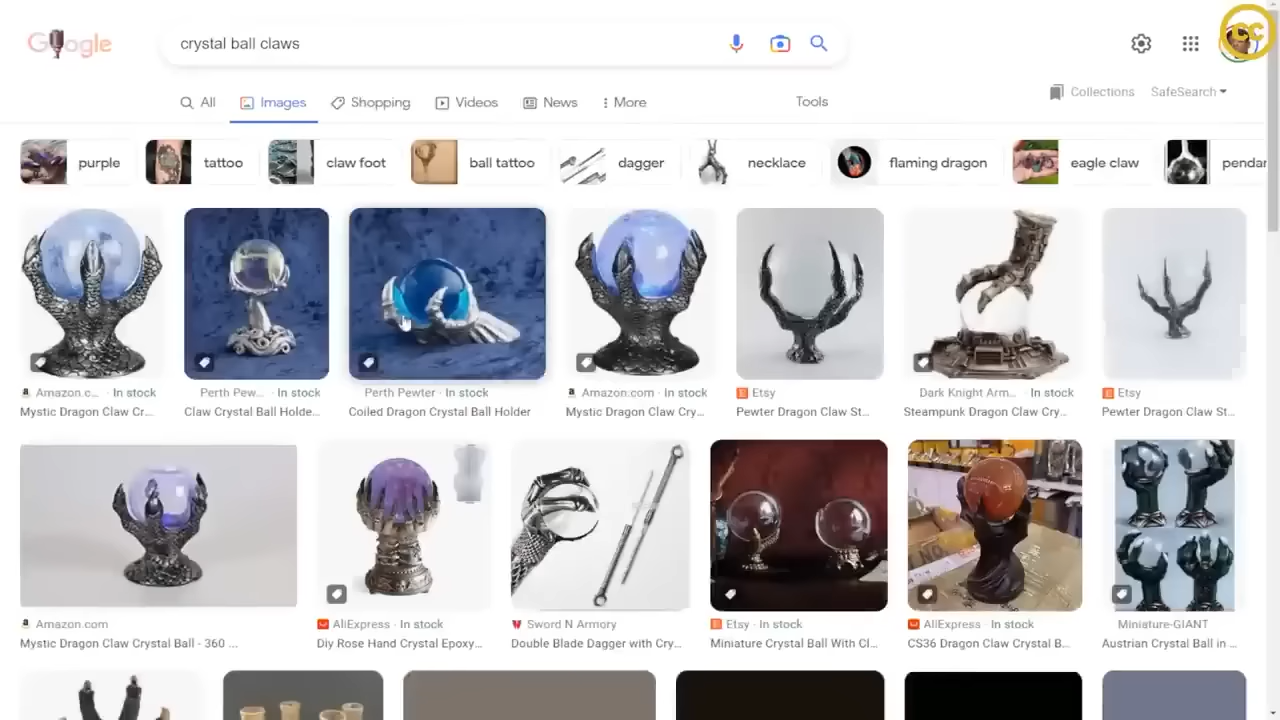 Google
crystal ball claws
CC
All
Images
Shopping
Videos
News
More
Tools
Collections
SafeSearch
purple
tattoo
claw foot
ball tattoo
dagger
necklace
flaming dragon
eagle claw
pendar
Amazon.c... · In stock
Mystic Dragon Claw Cr...
Perth Pew... · In stock
Claw Crystal Ball Holde...
Perth Pewter · In stock
Coiled Dragon Crystal Ball Holder
Amazon.com · In stock
Mystic Dragon Claw Cry...
Etsy
Pewter Dragon Claw St...
Dark Knight Arm... · In stock
Steampunk Dragon Claw Cry...
Etsy
Pewter Dragon Claw St...
Amazon.com
Mystic Dragon Claw Crystal Ball - 360 ...
AliExpress · In stock
Diy Rose Hand Crystal Epoxy...
Sword N Armory
Double Blade Dagger with Cry...
Etsy · In stock
Miniature Crystal Ball With Cl...
AliExpress · In stock
CS36 Dragon Claw Crystal B...
Miniature-GIANT
Austrian Crystal Ball in ...